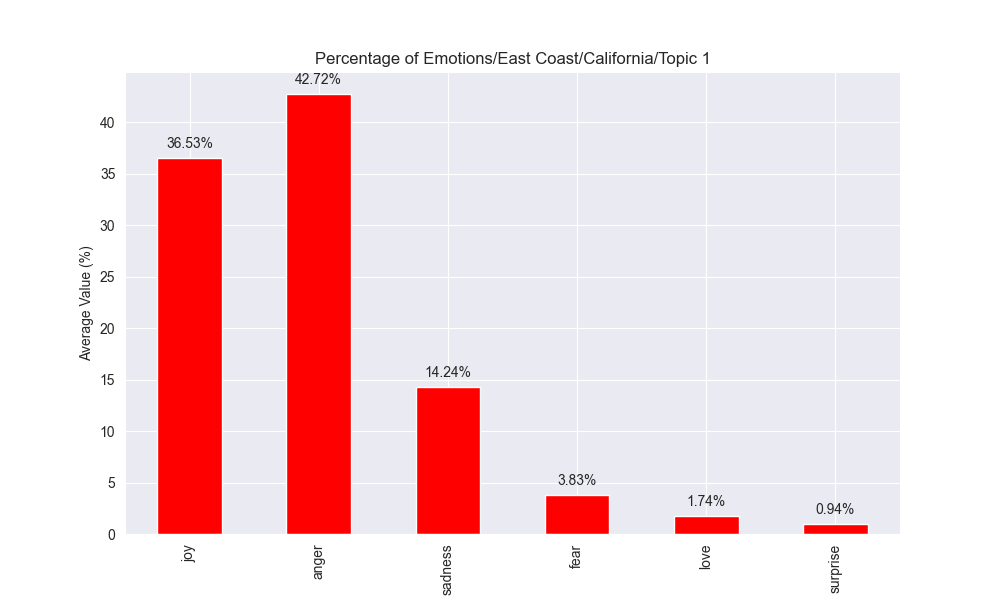 Percentage of Emotions/East Coast/California/Topic 1
42.72%
36.53%
14.24%
3.83%
1.74%
0.94%
Average Value (%)
40
35
30
25
20
15
10
5
0
joy
anger
sadness
fear
love
surprise